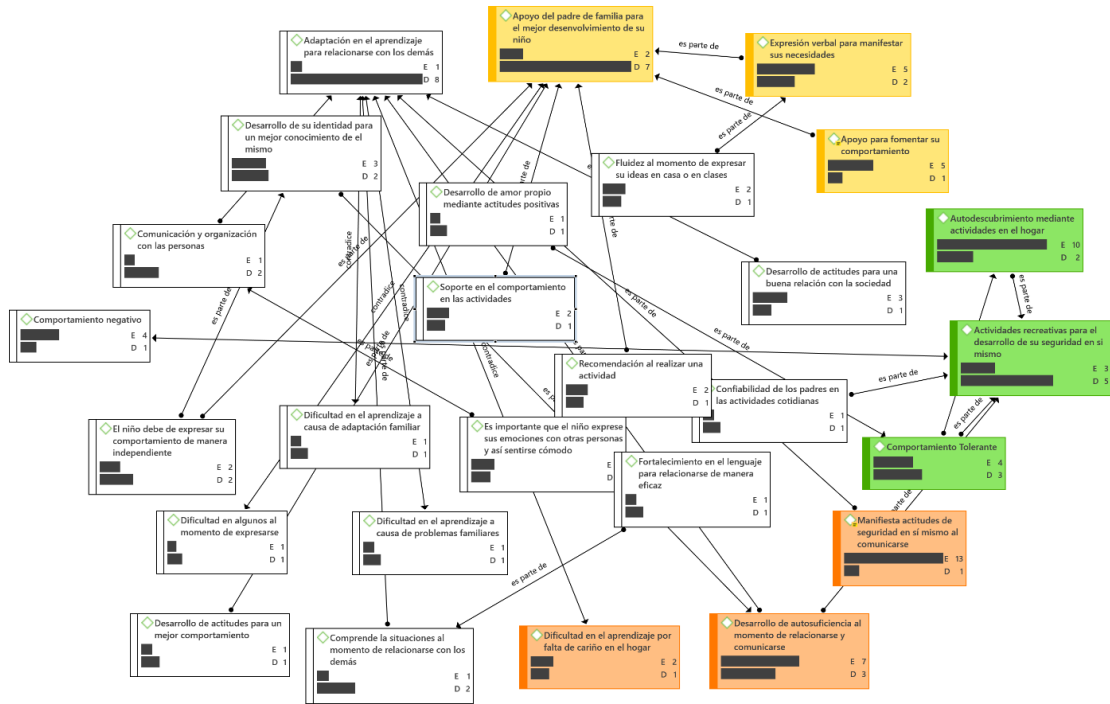 Adaptación en el aprendizaje
para relacionarse con los demás
E 1
D 8
Apoyo del padre de familia para
el mejor desenvolvimiento de su
niño
E 2
D 7
es parte de
Expresión verbal para manifestar
sus necesidades
E 5
D 2
es parte de
es parte de
Apoyo para fomentar su
comportamiento
E 5
D 1
Desarrollo de su identidad para
un mejor conocimiento de el
mismo
E 3
D 2
Fluidez al momento de expresar
su ideas en casa o en clases
E 2
D 1
parte de
Desarrollo de amor propio
mediante actitudes positivas
E 1
D 1
Autodescubrimiento mediante
actividades en el hogar
E 10
D 2
Comunicación y organización
con las personas
E 1
D 2
contradice
es parte de
Desarrollo de actitudes para una
buena relación con la sociedad
E 3
D 1
es parte de
Soporte en el comportamiento
en las actividades
E 2
D 1
contradice
contradice
es parte de
es parte de
Comportamiento negativo
E 4
D 1
es parte de
Actividades recreativas para el
desarrollo de su seguridad en si
mismo
E 3
D 5
es parte de
es parte de
contradice
Recomendación al realizar una
actividad
E 2
D 1
es parte de
Confiabilidad de los padres en
las actividades cotidianas
E 1
D 1
es parte de
El niño debe de expresar su
comportamiento de manera
independiente
E 2
D 2
Dificultad en el aprendizaje a
causa de adaptación familiar
E 1
D 1
Es importante que el niño exprese
sus emociones con otras personas
y así sentirse cómodo
E
D
Comportamiento Tolerante
E 4
D 3
Fortalecimiento en el lenguaje
para relacionarse de manera
eficaz
E 1
D 1
parte de
Dificultad en algunos al
momento de expresarse
E 1
D 1
Dificultad en el aprendizaje a
causa de problemas familiares
E 1
D 1
Manifiesta actitudes de
seguridad en sí mismo al
comunicarse
E 13
D 1
es parte de
Desarrollo de actitudes para un
mejor comportamiento
E 1
D 1
Comprende la situaciones al
momento de relacionarse con los
demás
E 1
D 2
Dificultad en el aprendizaje por
falta de cariño en el hogar
E 2
D 1
Desarrollo de autosuficiencia al
momento de relacionarse y
comunicarse
E 7
D 3